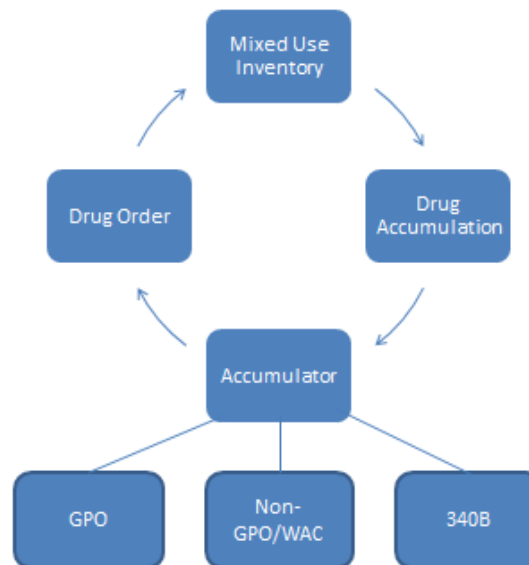 Mixed Use
Inventory
Drug Order
Drug
Accumulation
Accumulator
GPO
Non-
GPO/WAC
340B